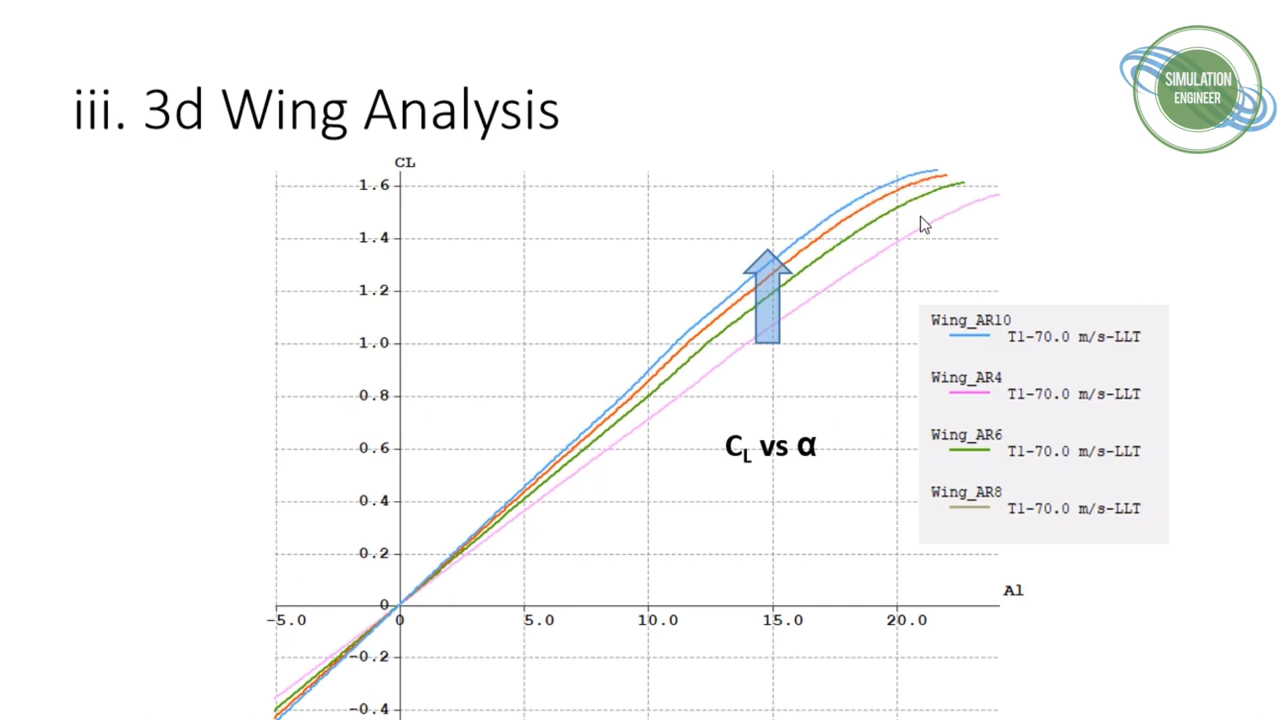 SIMULATION
ENGINEER
iii. 3d Wing Analysis
CL
1.6
1.4
1.2
1.0
0.8
0.6
0.4
0.2
0
-5.0 0 5.0 10.0 15.0 20.0
Al
-0.2
-0.4
CL vs α
Wing_AR10
T1-70.0 m/s-LLT
Wing_AR4
T1-70.0 m/s-LLT
Wing_AR6
T1-70.0 m/s-LLT
Wing_AR8
T1-70.0 m/s-LLT